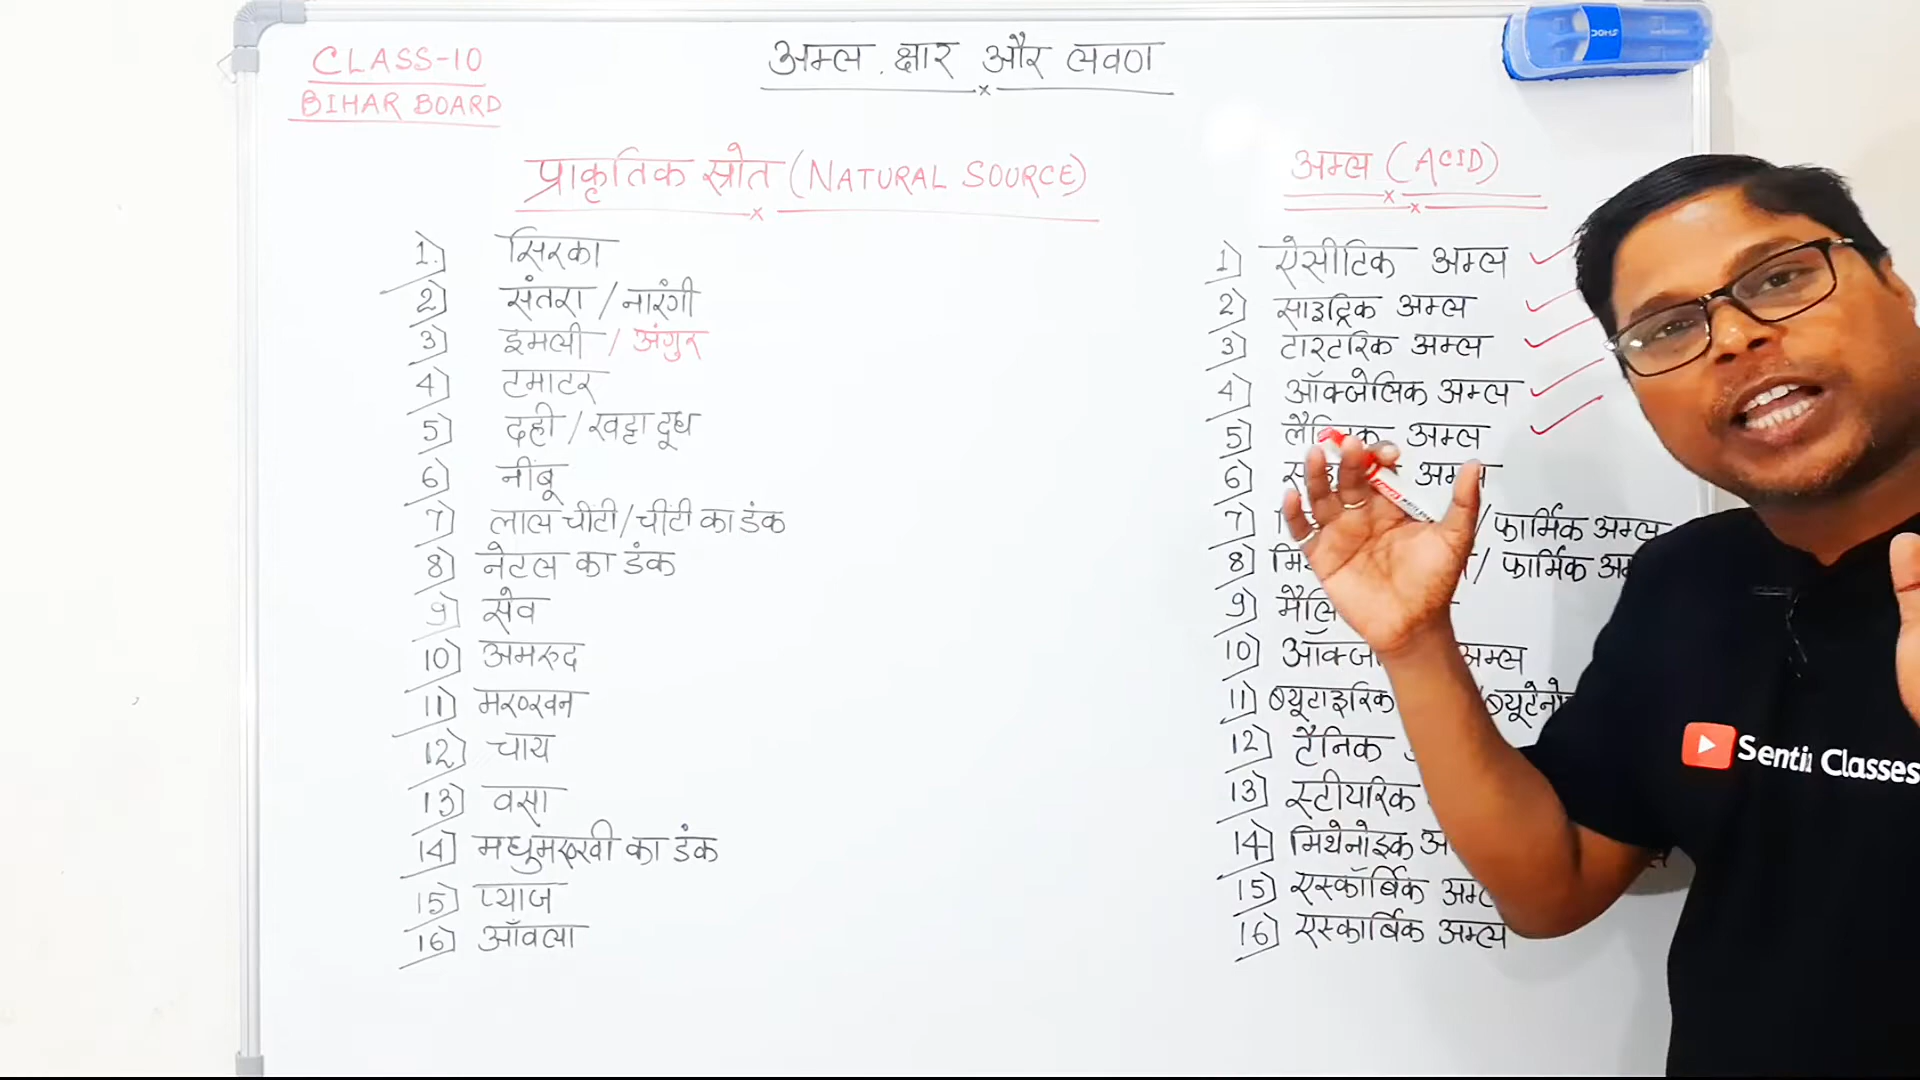 CLASS-10
BIHAR BOARD
अम्ल, क्षार और लवण
प्राकृतिक स्रोत (NATURAL SOURCE)
1) सिरका
2) संतरा / नारंगी
3) इमली / अंगुर
4) टमाटर
5) दही / खट्टा दूध
6) नींबू
7) लाल चींटी / चींटी का डंक
8) नेटल का डंक
9) सेव
10) अमरुद
11) मक्खन
12) चाय
13) वसा
14) मधुमक्खी का डंक
15) प्याज
16) आँवला
अम्ल (ACID)
1) ऐसीटिक अम्ल
2) साइट्रिक अम्ल
3) टारटरिक अम्ल
4) ऑक्जेलिक अम्ल
5) अम्ल
6) अम्ल
7) / फार्मिक अम्ल
8) / फार्मिक
9)
10) अम्ल
11) ब्यूटाइरिक
12) टैनिक
13) स्टीयरिक
14) मिथेनोइक
15) एस्कॉर्बिक
16) एस्कार्बिक अम्ल
Classes